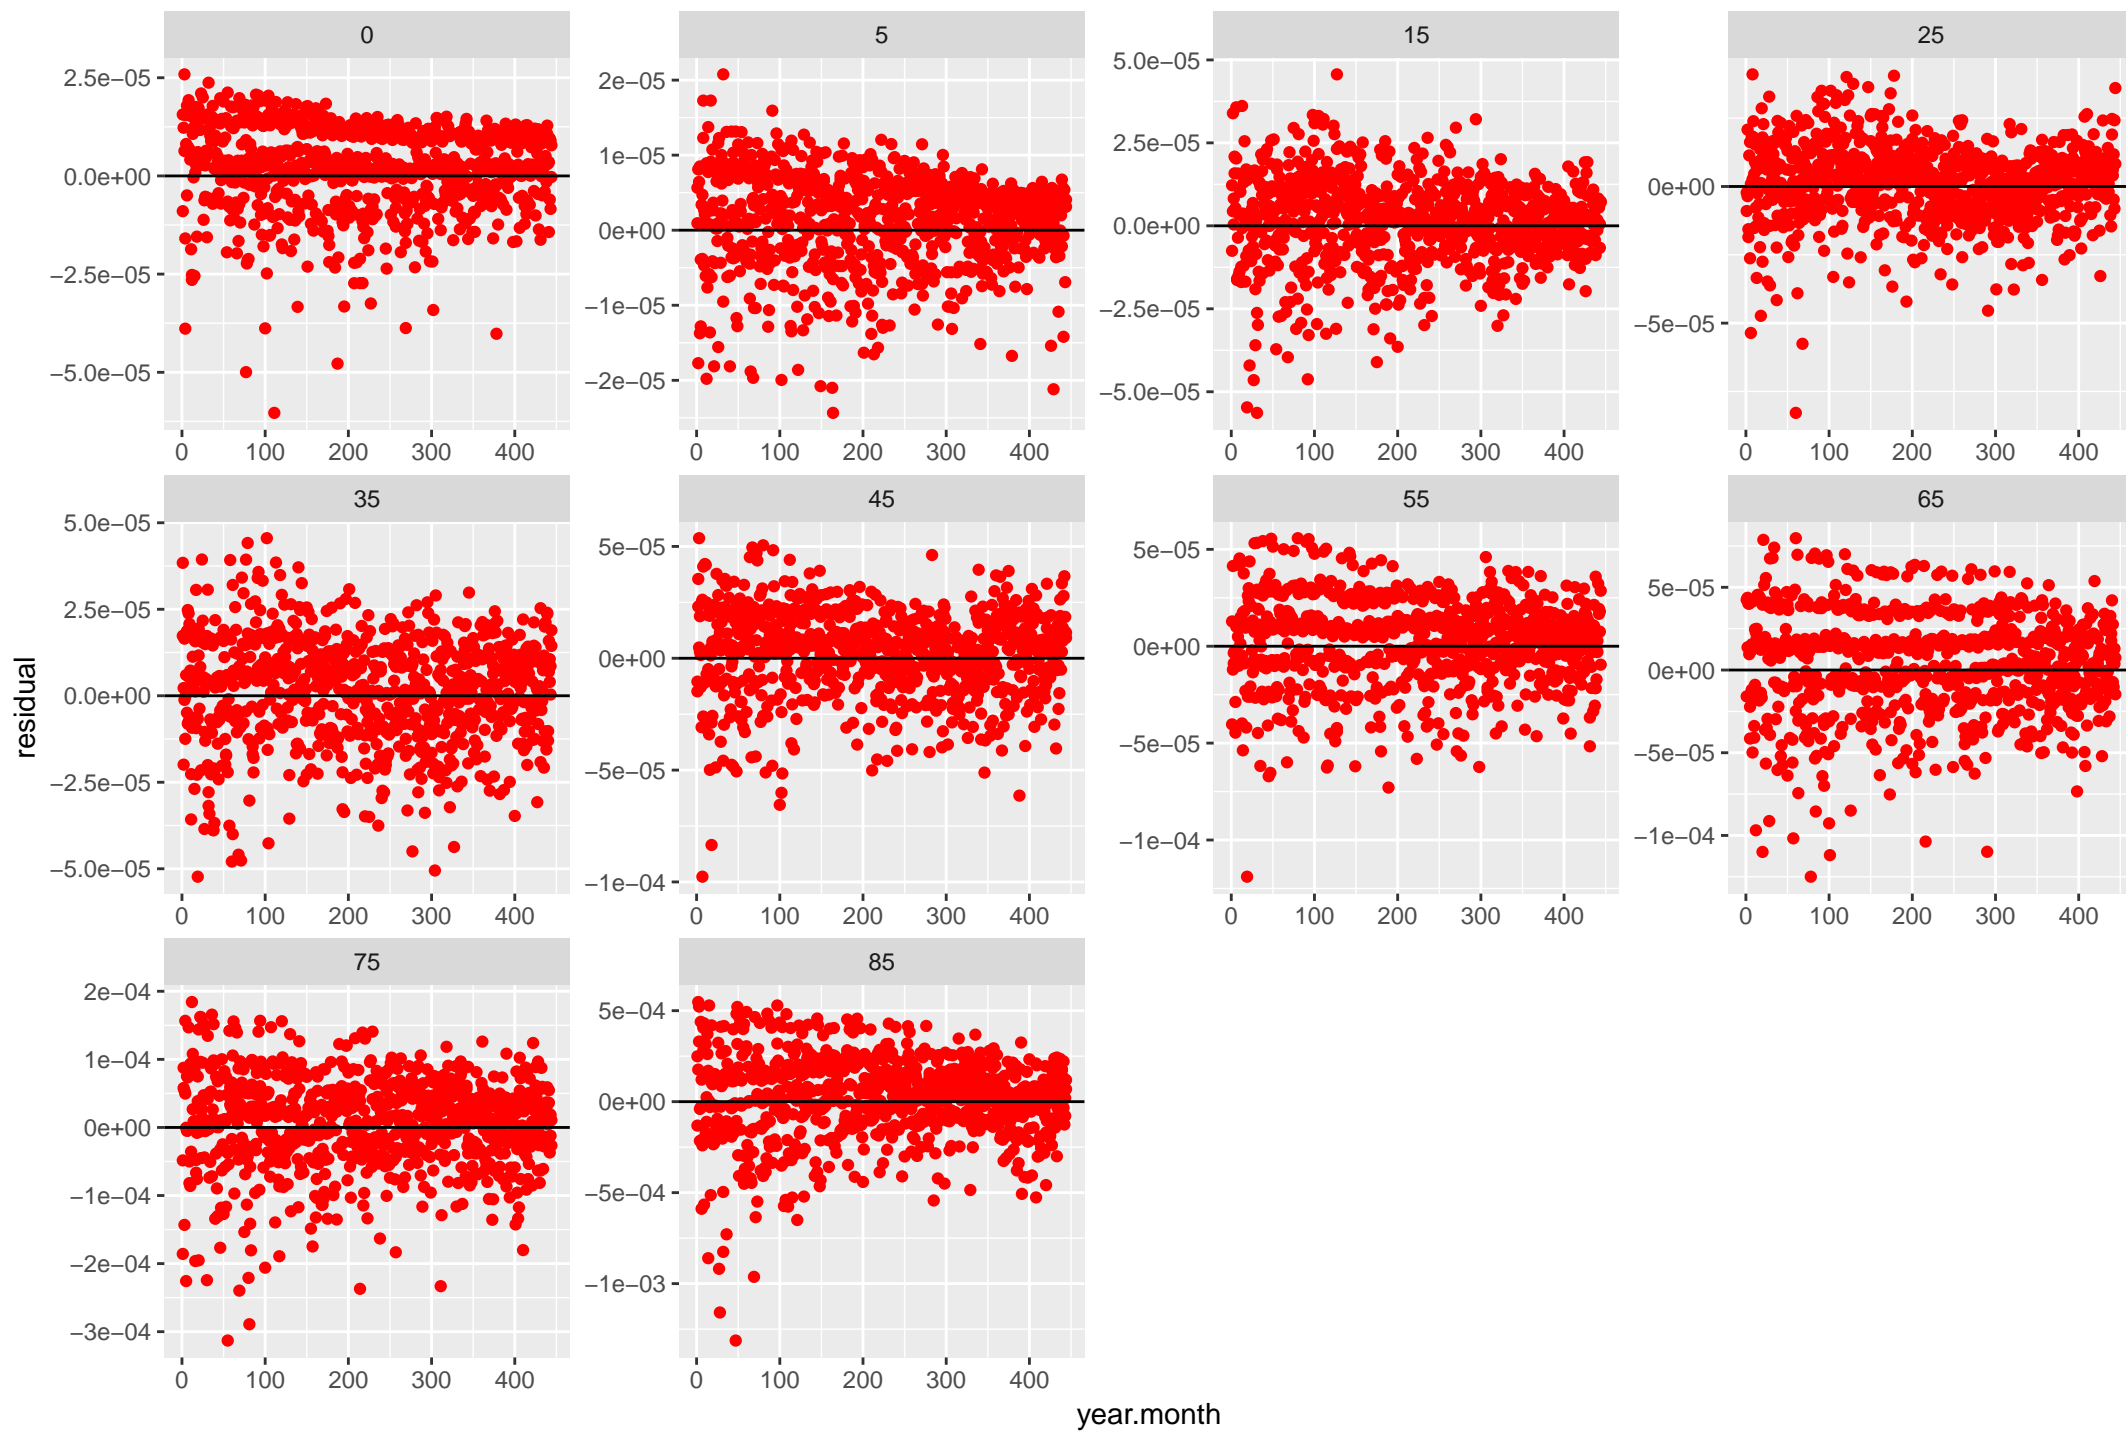 0 5 15 25
2.5e−05
0.0e+00
−2.5e−05
−5.0e−05
2e−05
1e−05
0e+00
−1e−05
−2e−05
5.0e−05
2.5e−05
0.0e+00
−2.5e−05
−5.0e−05
0e+00
−5e−05
0 100 200 300 400 0 100 200 300 400 0 100 200 300 400 0 100 200 300 400
35 45 55 65
5.0e−05
2.5e−05
0.0e+00
−2.5e−05
−5.0e−05
5e−05
0e+00
−5e−05
−1e−04
5e−05
0e+00
−5e−05
−1e−04
5e−05
0e+00
−5e−05
−1e−04
0 100 200 300 400 0 100 200 300 400 0 100 200 300 400 0 100 200 300 400
residual
75 85
2e−04
1e−04
0e+00
−1e−04
−2e−04
−3e−04
5e−04
0e+00
−5e−04
−1e−03
0 100 200 300 400 0 100 200 300 400
year.month